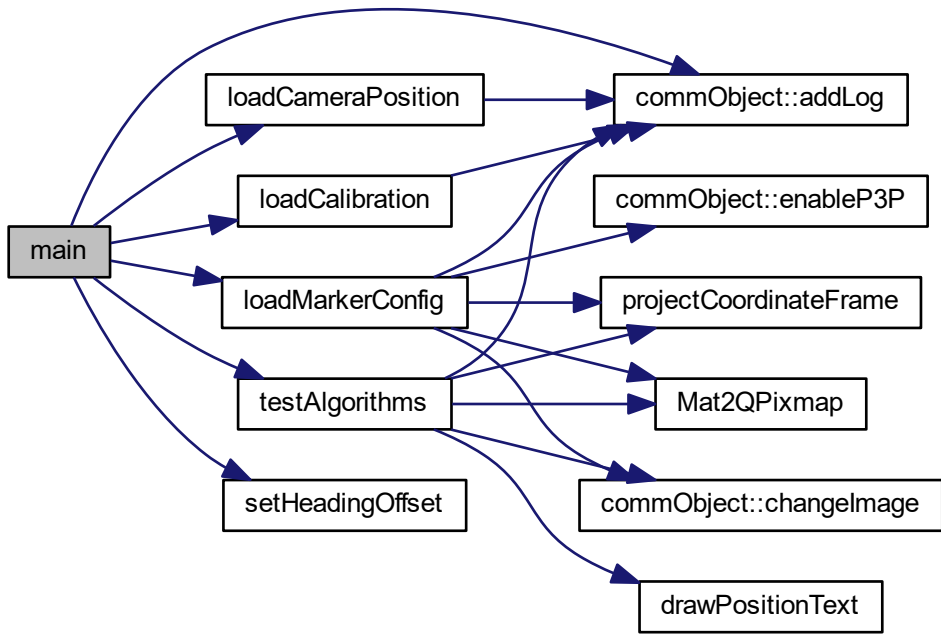 main
loadCameraPosition
loadCalibration
loadMarkerConfig
testAlgorithms
setHeadingOffset
commObject::addLog
commObject::enableP3P
projectCoordinateFrame
Mat2QPixmap
commObject::changeImage
drawPositionText